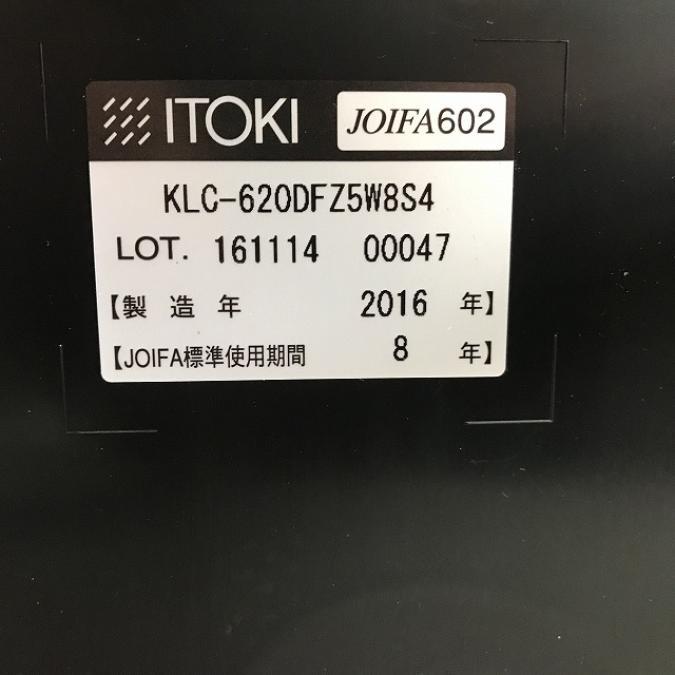 ITOKI JOIFA602
KLC-620DFZ5W8S4
LOT. 161114 00047
【製造年 2016 年】
【JOIFA標準使用期間 8 年】